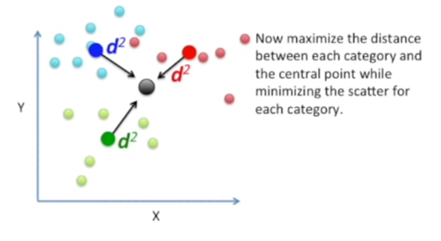 d²
Now maximize the distance
between each category and
the central point while
minimizing the scatter for
each category.
d²
Y
d²
X